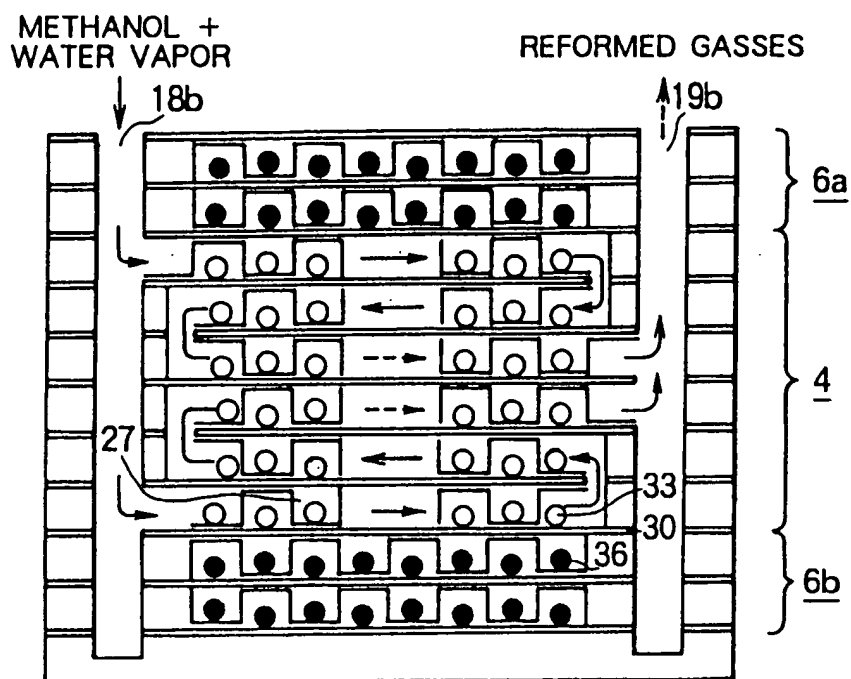 METHANOL +
WATER VAPOR
REFORMED GASSES
18b
19b
6a
4
27
33
30
36
6b